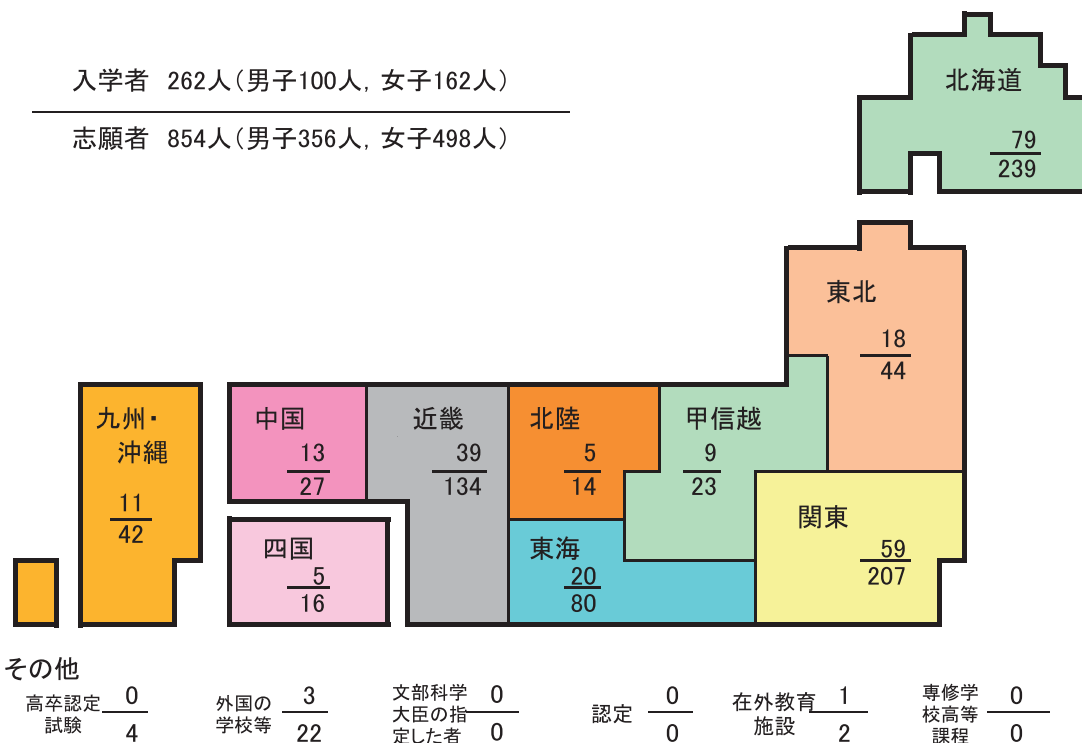 入学者 262人(男子100人, 女子162人)
志願者 854人(男子356人, 女子498人)
北海道
79
239
東北
18
44
九州・
沖縄
11
42
中国
13
27
近畿
39
134
北陸
5
14
甲信越
9
23
関東
59
207
四国
5
16
東海
20
80
その他
高卒認定
試験
0
4
外国の
学校等
3
22
文部科学
大臣の指
定した者
0
0
認定
0
0
在外教育
施設
1
2
専修学
校高等
課程
0
0